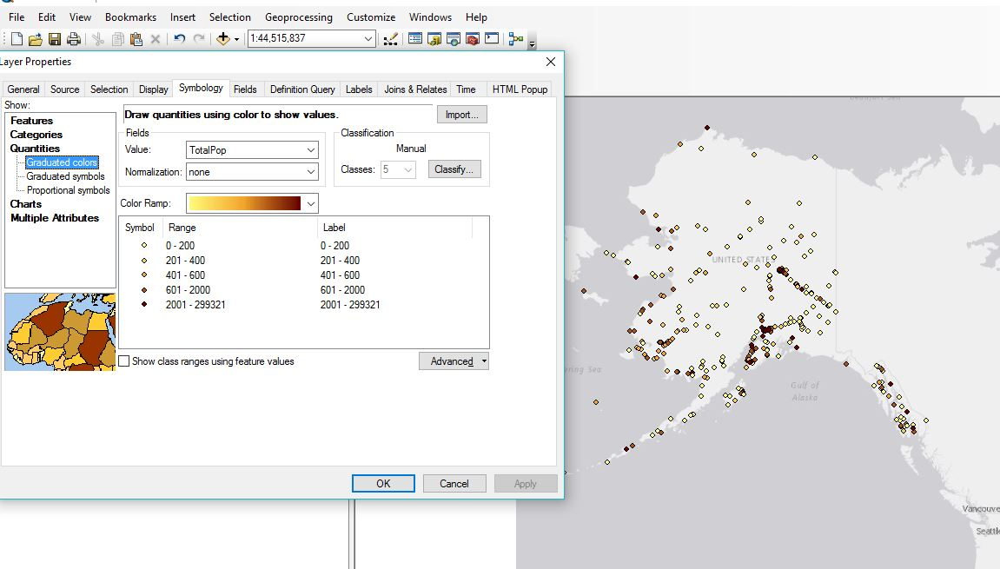 File Edit View Bookmarks Insert Selection Geoprocessing Customize Windows Help
1:44,515,837
Layer Properties
General Source Selection Display Symbology Fields Definition Query Labels Joins & Relates Time HTML Popup
Show:
Features
Categories
Quantities
Graduated colors
Graduated symbols
Proportional symbols
Charts
Multiple Attributes
Draw quantities using color to show values.
Import...
Fields
Value: TotalPop
Normalization: none
Classification
Manual
Classes: 5 Classify...
Color Ramp:
Symbol Range Label
0 - 200 0 - 200
201 - 400 201 - 400
401 - 600 401 - 600
601 - 2000 601 - 2000
2001 - 299321 2001 - 299321
Show class ranges using feature values
Advanced
OK Cancel Apply
UNITED STATES
ering Sea
Gulf of
Alaska
Vancouve
Seattl